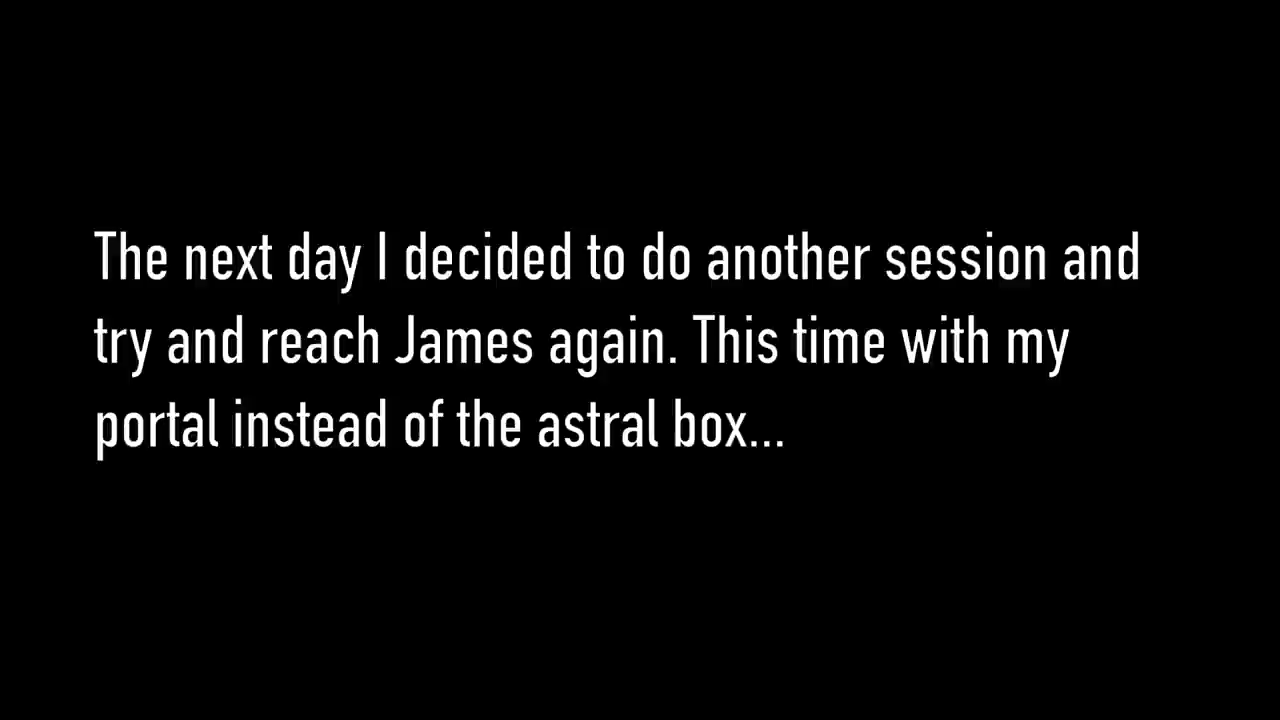 The next day I decided to do another session and
try and reach James again. This time with my
portal instead of the astral box...